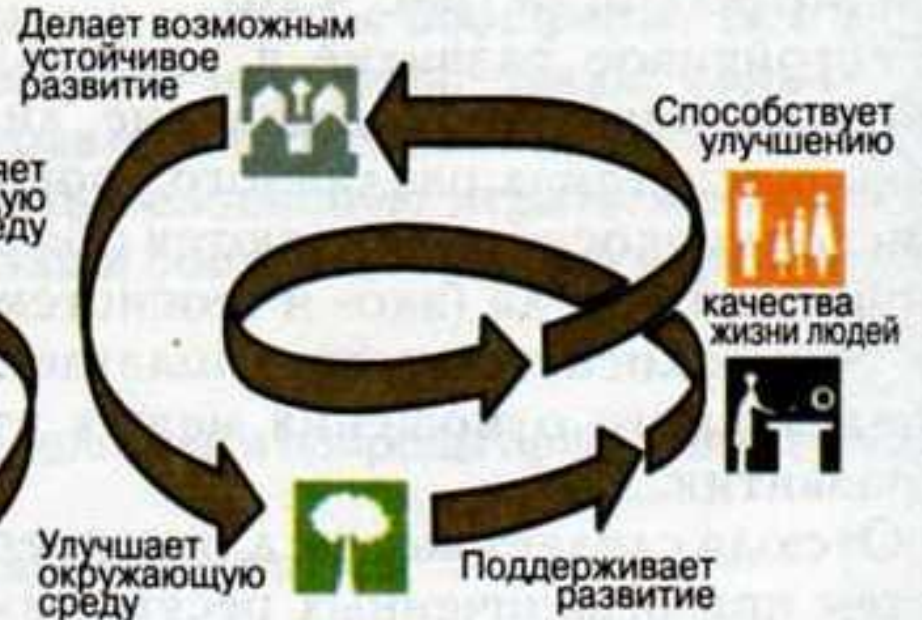 Делает возможным
устойчивое
развитие
Способствует
улучшению
качества
жизни людей
Улучшает
окружающую
среду
Поддерживает
развитие